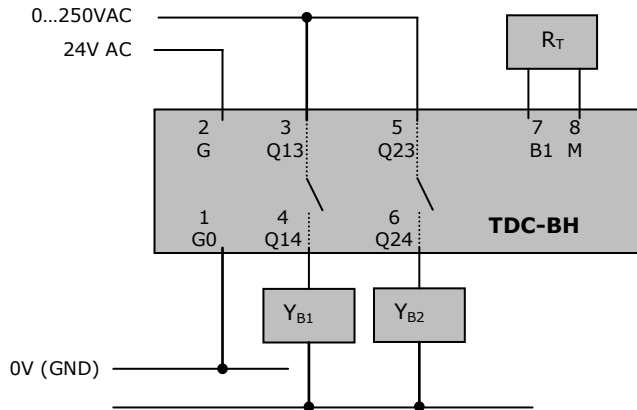 0...250VAC
24V AC
R_T
2 3 5 7 8
G Q13 Q23 B1 M
1 4 6
G0 Q14 Q24 TDC-BH
Y_B1 Y_B2
0V (GND)